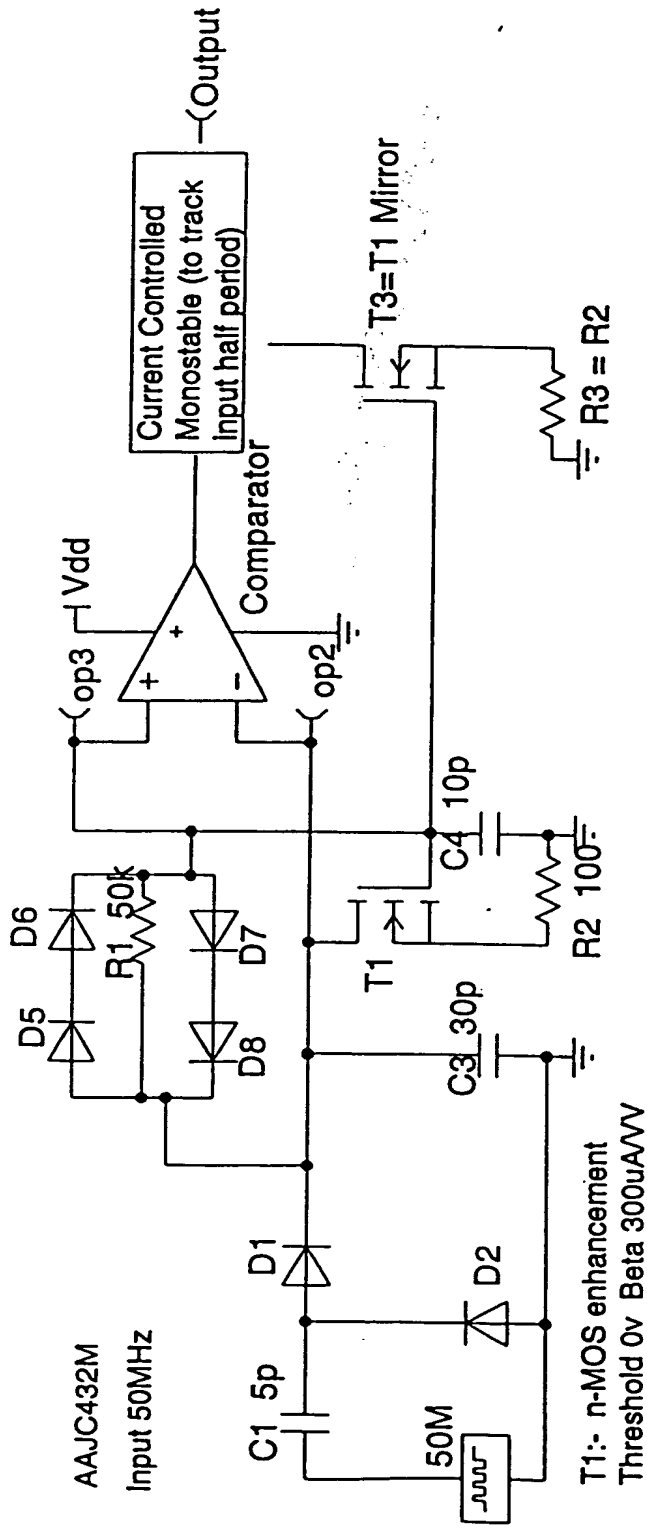 AAJC432M
Input 50MHz
D5
D6
R1 50k
D8
D7
op3
Vdd
+
+
−
Comparator
op2
Current Controlled
Monostable (to track
input half period)
Output
C1 5p
D1
D2
50M
C3 30p
T1
C4 10p
R2 100
T3=T1 Mirror
R3 = R2
T1:- n-MOS enhancement
Threshold 0v Beta 300uA/VV